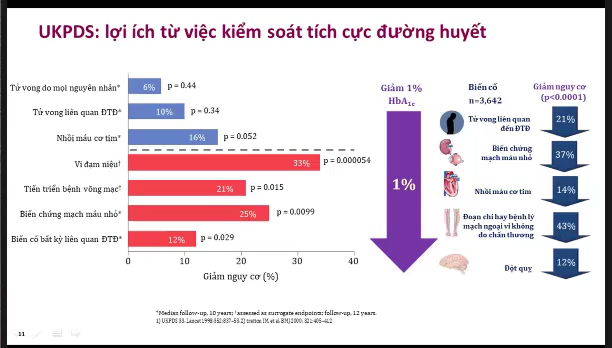 UKPDS: lợi ích từ việc kiểm soát tích cực đường huyết
Tử vong do mọi nguyên nhân*
6%
p = 0.44
Tử vong liên quan ĐTĐ*
10%
p = 0.34
Nhồi máu cơ tim*
16%
p = 0.052
Vi đạm niệu†
33%
p = 0.000054
Tiến triển bệnh võng mạc†
21%
p = 0.015
Biến chứng mạch máu nhỏ*
25%
p = 0.0099
Biến cố bất kỳ liên quan ĐTĐ*
12%
p = 0.029
0 10 20 30 40
Giảm nguy cơ (%)
Giảm 1%
HbA1c
1%
Biến cố
n=3,642
Giảm nguy cơ
(p<0.0001)
Tử vong liên quan
đến ĐTĐ
21%
Biến chứng
mạch máu nhỏ
37%
Nhồi máu cơ tim
14%
Đoạn chi hay bệnh lý
mạch ngoại vi không
do chấn thương
43%
Đột quỵ
12%
*Median follow-up, 10 years; †assessed as surrogate endpoints; follow-up, 12 years.
1) UKPDS 33. Lancet 1998;352:837–53.2) Stratton IM, et al. BMJ 2000; 321:405–412
11